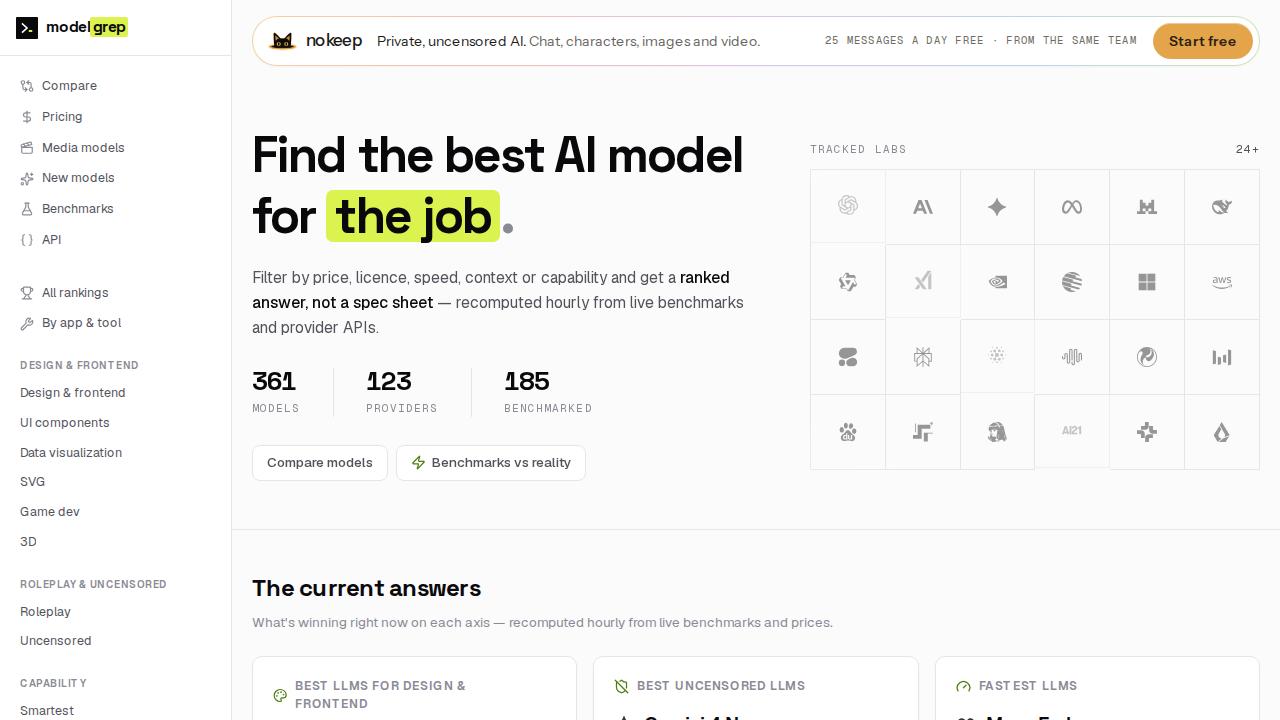 modelgrep
Compare
Pricing
Media models
New models
Benchmarks
API
All rankings
By app & tool
DESIGN & FRONTEND
Design & frontend
UI components
Data visualization
SVG
Game dev
3D
ROLEPLAY & UNCENSORED
Roleplay
Uncensored
CAPABILITY
Smartest
nokeep Private, uncensored AI. Chat, characters, images and video. 25 MESSAGES A DAY FREE · FROM THE SAME TEAM Start free
Find the best AI model
for the job.
Filter by price, licence, speed, context or capability and get a ranked
answer, not a spec sheet — recomputed hourly from live benchmarks
and provider APIs.
361 123 185
MODELS PROVIDERS BENCHMARKED
Compare models Benchmarks vs reality
TRACKED LABS 24+
aws
AI21
The current answers
What's winning right now on each axis — recomputed hourly from live benchmarks and prices.
BEST LLMS FOR DESIGN &
FRONTEND
BEST UNCENSORED LLMS
FASTEST LLMS